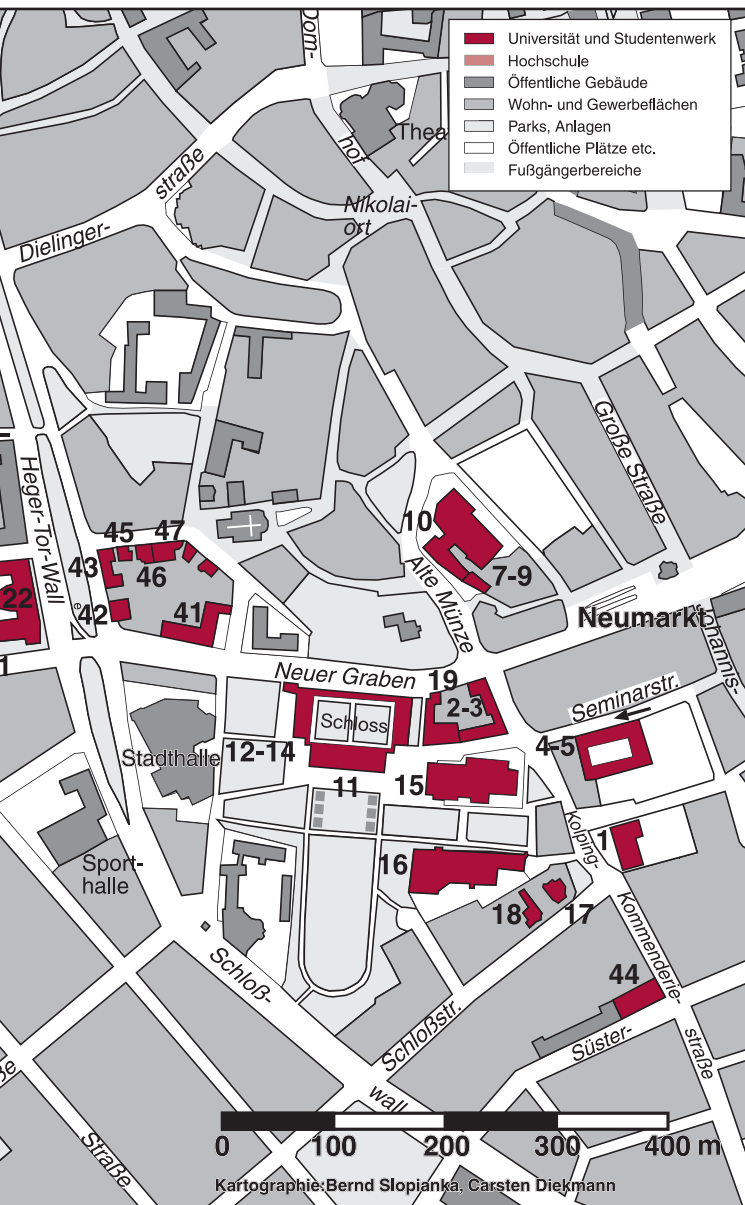 Universität und Studentenwerk
Hochschule
Öffentliche Gebäude
Wohn- und Gewerbeflächen
Parks, Anlagen
Öffentliche Plätze etc.
Fußgängerbereiche
Dom-
hof
Thea
straße
Dielinger-
Nikolai-
ort
Große Straße
Heger-Tor-Wall
10
45
47
43
46
7-9
22
42
41
Alte Münze
Neumarkt
Johannis-
1
Neuer Graben
19
2-3
Seminarstr.
Schloss
Stadthalle
12-14
4-5
11
15
Kolping-
1
Sport-
halle
16
18
17
Kommenderie-
straße
44
Schloß-
wall
Schloßstr.
Süster-
Straße
0
100
200
300
400 m
Kartographie:Bernd Slopianka, Carsten Diekmann